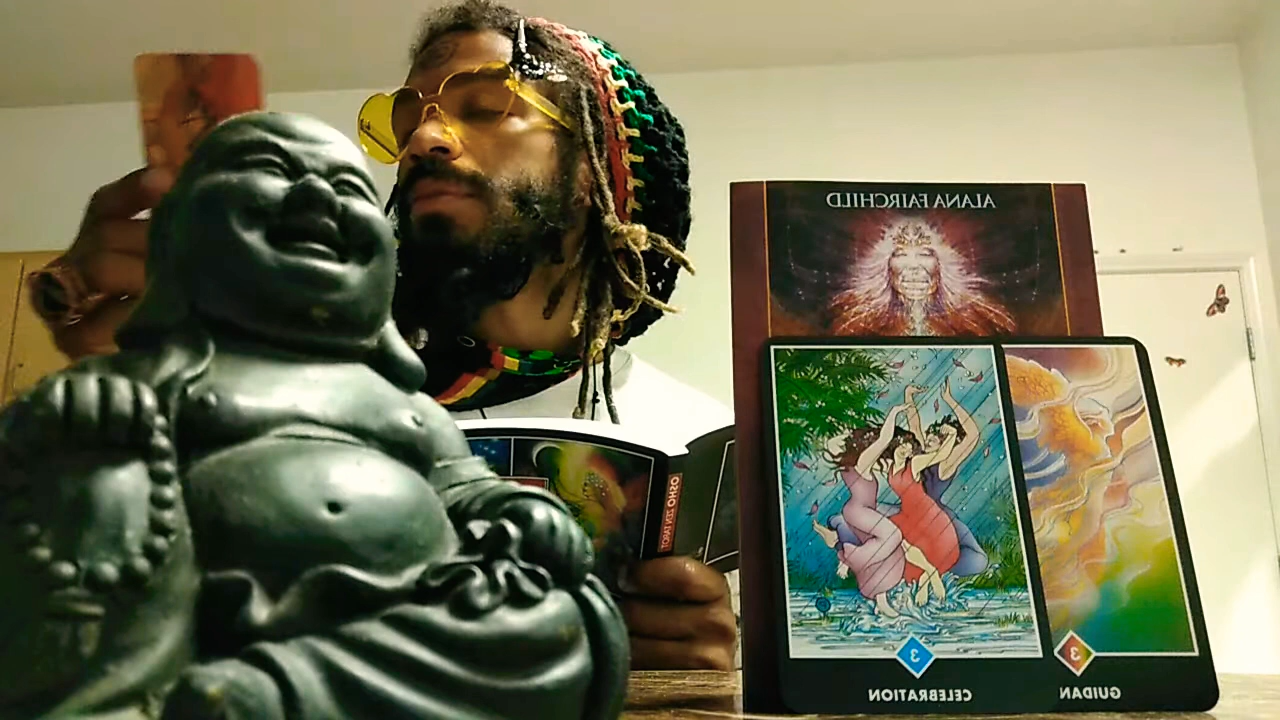 ALANA FAIRCHILD
OSHO
ZEN TAROT
3
3
CELEBRATION
GUIDAN